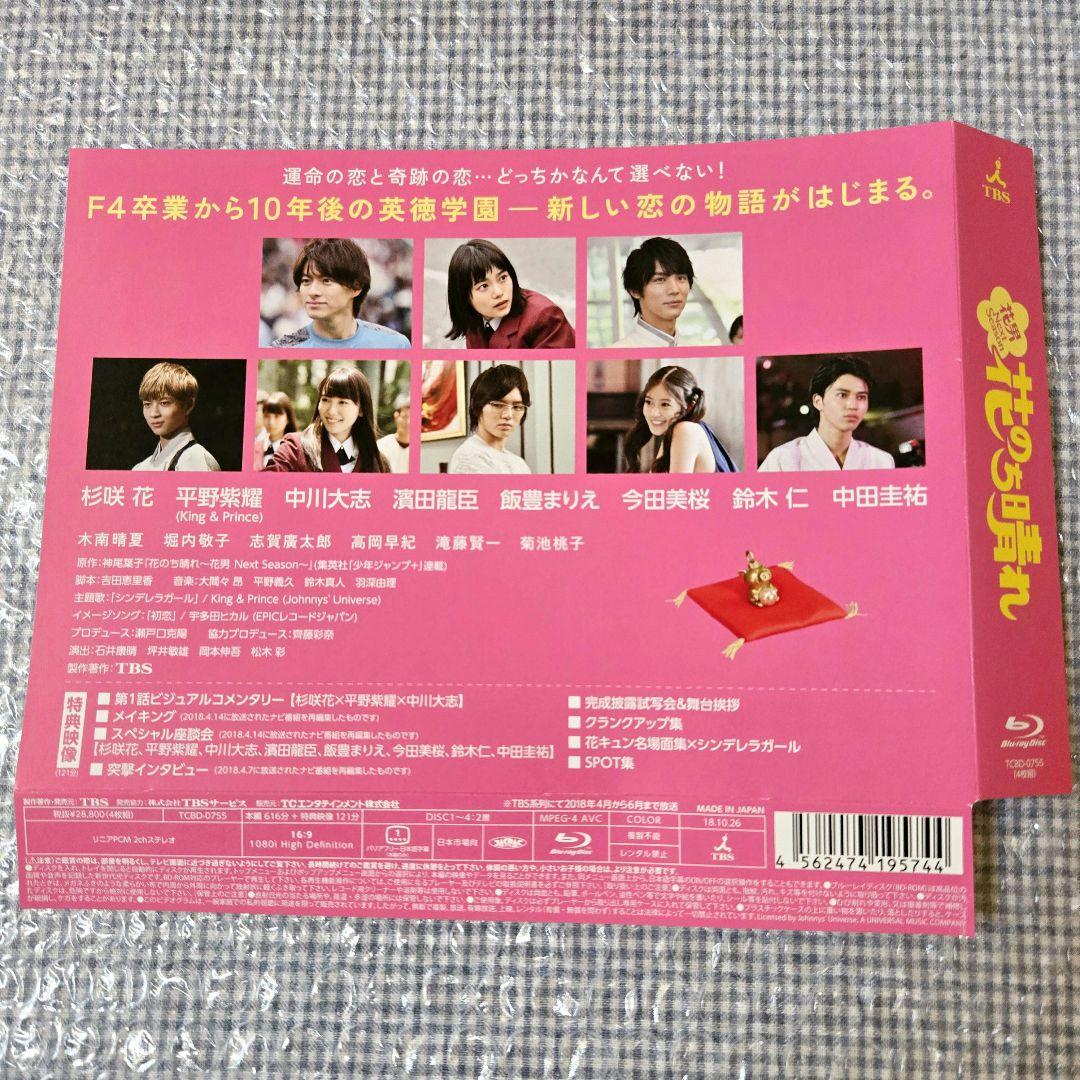 運命の恋と奇跡の恋…どっちかなんて選べない!
F4卒業から10年後の英徳学園 ― 新しい恋の物語がはじまる。
杉咲 花 平野紫耀 中川大志 濱田龍臣 飯豊まりえ 今田美桜 鈴木 仁 中田圭祐
(King & Prince)
木南晴夏 堀内敬子 志賀廣太郎 高岡早紀 滝藤賢一 菊池桃子
原作:神尾葉子「花のち晴れ~花男 Next Season~」(集英社「少年ジャンプ+」連載)
脚本:吉田恵里香 音楽:大間々 昂 平野義久 鈴木真人 羽深由理
主題歌:「シンデレラガール」/ King & Prince (Johnnys' Universe)
イメージソング:「初恋」/ 宇多田ヒカル (EPICレコードジャパン)
プロデュース:瀬戸口克陽 協力プロデュース:齊藤彩奈
演出:石井康晴 坪井敏雄 岡本伸吾 松木 彩
製作著作:TBS
特典映像
(121分)
■ 第1話ビジュアルコメンタリー【杉咲花×平野紫耀×中川大志】
■ メイキング (2018.4.14に放送されたナビ番組を再編集したものです)
■ スペシャル座談会 (2018.4.14に放送されたナビ番組を再編集したものです)
【杉咲花、平野紫耀、中川大志、濱田龍臣、飯豊まりえ、今田美桜、鈴木仁、中田圭祐】
■ 突撃インタビュー (2018.4.7に放送されたナビ番組を再編集したものです)
■ 完成披露試写会&舞台挨拶
■ クランクアップ集
■ 花キュン名場面集×シンデレラガール
■ SPOT集
製作著作・発売元:TBS 発売協力:株式会社TBSサービス 販売元:TCエンタテインメント株式会社
※TBS系列にて2018年4月から6月まで放送
MADE IN JAPAN
税抜¥28,800(4枚組) TCBD-0755 本編 616分 + 特典映像 121分 DISC1~4:2層 MPEG-4 AVC COLOR 18.10.26
リニアPCM 2chステレオ
16:9
1080i High Definition
1
バリアフリー日本語字幕
日本市場向
Blu-ray Disc
複製不能
レンタル禁止
TBS
4 562474 195744
TBS
花男
Next
Season
花のち晴れ
Blu-ray Disc
TCBD-0755
(4枚組)